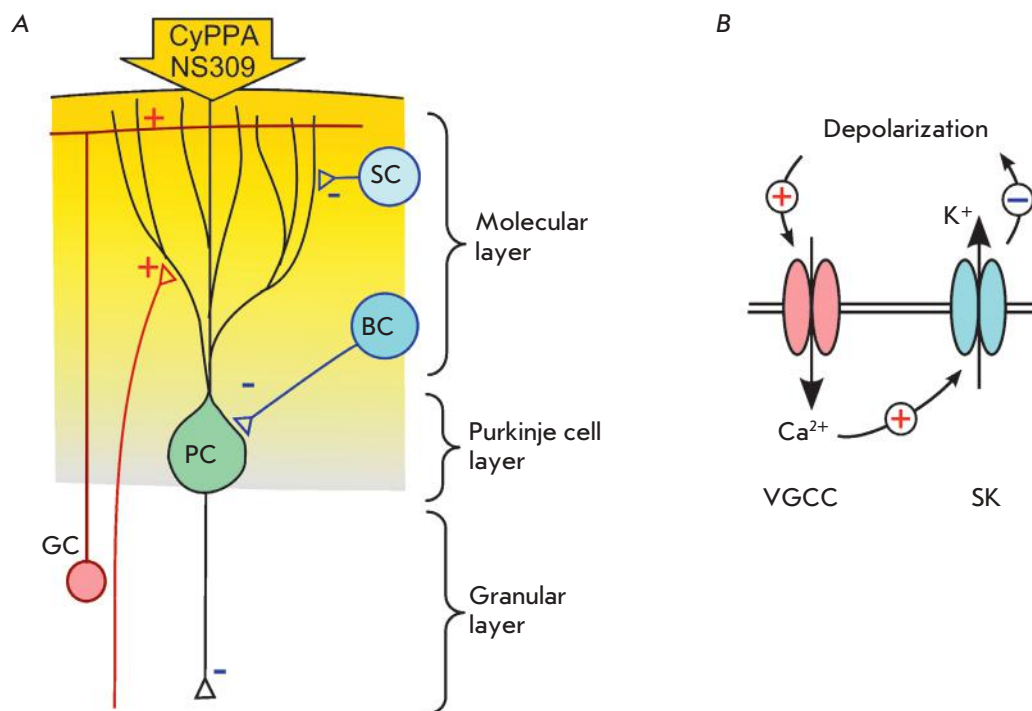 A
CyPPA
NS309
+
SC
-
Molecular
layer
+
BC
-
PC
Purkinje cell
layer
GC
Granular
layer
-
B
Depolarization
+
K+
-
Ca2+
+
VGCC
SK